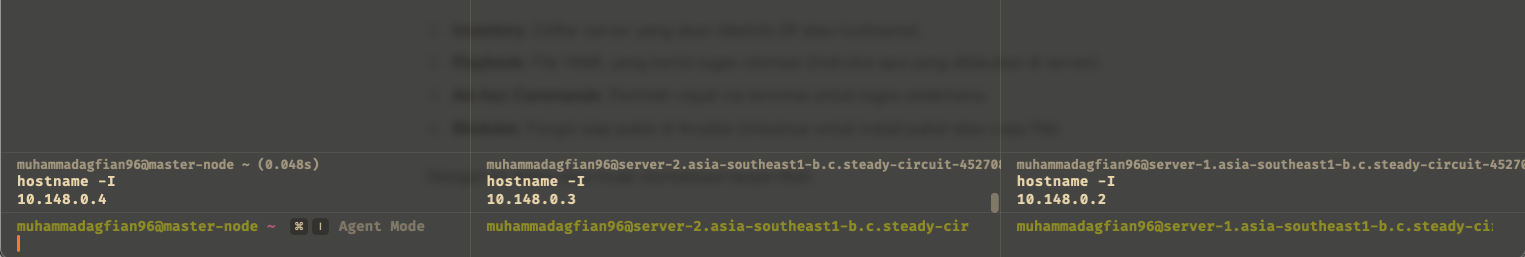 muhammadagfian96@master-node ~ (0.048s)
hostname -I
10.148.0.4
muhammadagfian96@master-node ~ ⌘ I Agent Mode
muhammadagfian96@server-2.asia-southeast1-b.c.steady-circuit-452708
hostname -I
10.148.0.3
muhammadagfian96@server-2.asia-southeast1-b.c.steady-cir
muhammadagfian96@server-1.asia-southeast1-b.c.steady-circuit-45270
hostname -I
10.148.0.2
muhammadagfian96@server-1.asia-southeast1-b.c.steady-ci